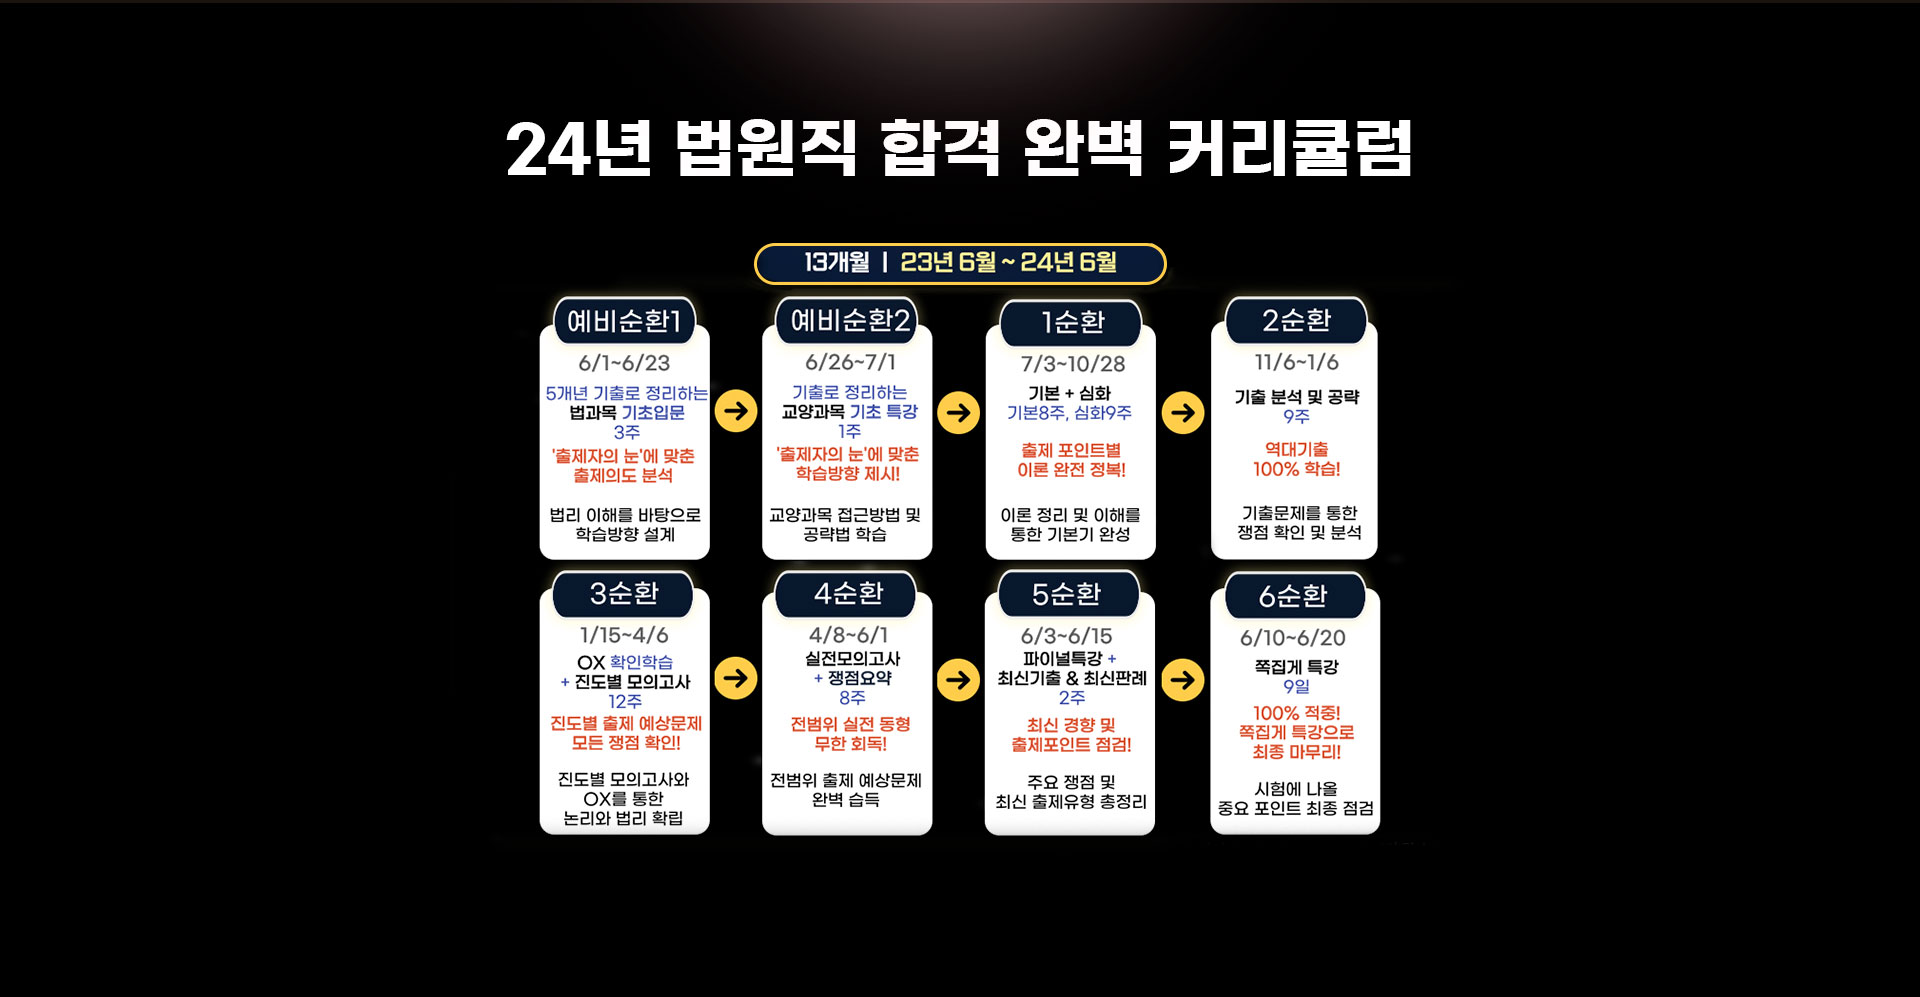 24년 법원직 합격 완벽 커리큘럼
13개월 | 23년 6월 ~ 24년 6월
예비순환1
6/1~6/23
5개년 기출로 정리하는
법과목 기초입문
3주
'출제자의 눈'에 맞춘
출제의도 분석
법리 이해를 바탕으로
학습방향 설계
예비순환2
6/26~7/1
기출로 정리하는
교양과목 기초 특강
1주
'출제자의 눈'에 맞춘
학습방향 제시!
교양과목 접근방법 및
공략법 학습
1순환
7/3~10/28
기본 + 심화
기본8주, 심화9주
출제 포인트별
이론 완전 정복!
이론 정리 및 이해를
통한 기본기 완성
2순환
11/6~1/6
기출 분석 및 공략
9주
역대기출
100% 학습!
기출문제를 통한
쟁점 확인 및 분석
3순환
1/15~4/6
OX 확인학습
+ 진도별 모의고사
12주
진도별 출제 예상문제
모든 쟁점 확인!
진도별 모의고사와
OX를 통한
논리와 법리 확립
4순환
4/8~6/1
실전모의고사
+ 쟁점요약
8주
전범위 실전 동형
무한 회독!
전범위 출제 예상문제
완벽 습득
5순환
6/3~6/15
파이널특강 +
최신기출 & 최신판례
2주
최신 경향 및
출제포인트 점검!
주요 쟁점 및
최신 출제유형 총정리
6순환
6/10~6/20
쪽집게 특강
9일
100% 적중!
쪽집게 특강으로
최종 마무리!
시험에 나올
중요 포인트 최종 점검